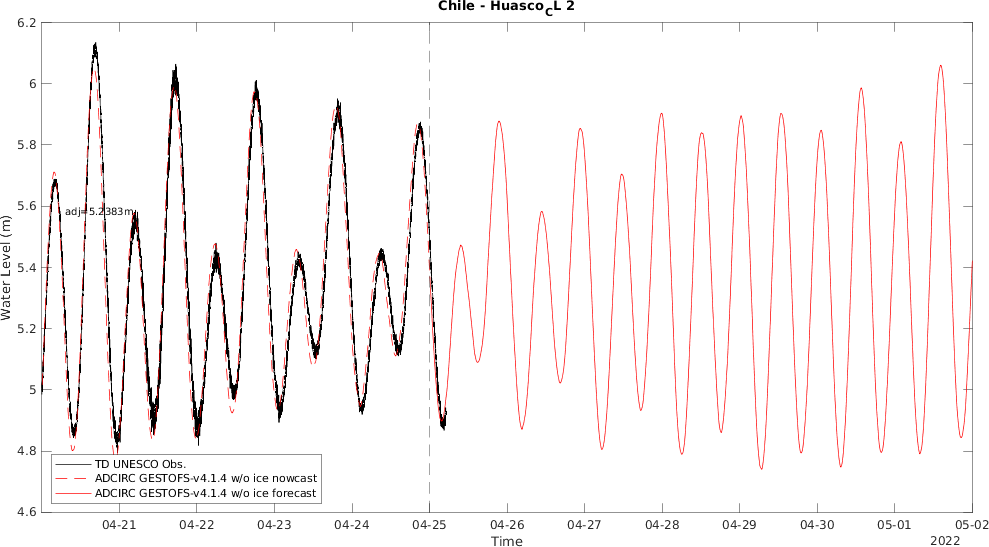 Chile - Huasco_CL 2
Water Level (m)
6.2
6
5.8
5.6
5.4
5.2
5
4.8
4.6
adj=5.2383m
TD UNESCO Obs.
ADCIRC GESTOFS-v4.1.4 w/o ice nowcast
ADCIRC GESTOFS-v4.1.4 w/o ice forecast
04-21 04-22 04-23 04-24 04-25 04-26 04-27 04-28 04-29 04-30 05-01 05-02
Time
2022